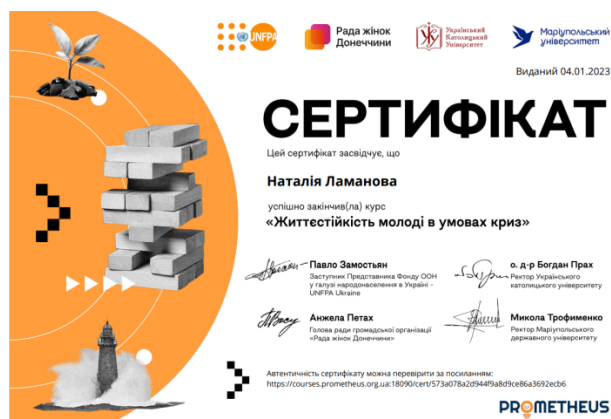 UNFPA
Рада жінок
Донеччини
Український
Католицький
Університет
Маріупольський
університет
Виданий 04.01.2023
СЕРТИФІКАТ
Цей сертифікат засвідчує, що
Наталія Ламанова
успішно закінчив(ла) курс
«Життєстійкість молоді в умовах криз»
Павло Замостьян
Заступник Представника Фонду ООН
у галузі народонаселення в Україні -
UNFPA Ukraine
о. д-р Богдан Прах
Ректор Українського
католицького університету
Анжела Петах
Голова ради громадської організації
«Рада жінок Донеччини»
Микола Трофименко
Ректор Маріупольського
державного університету
Автентичність сертифікату можна перевірити за посиланням:
https://courses.prometheus.org.ua:18090/cert/573a078a2d944f9a8d9ce86a3692ecb6
PROMETHEUS